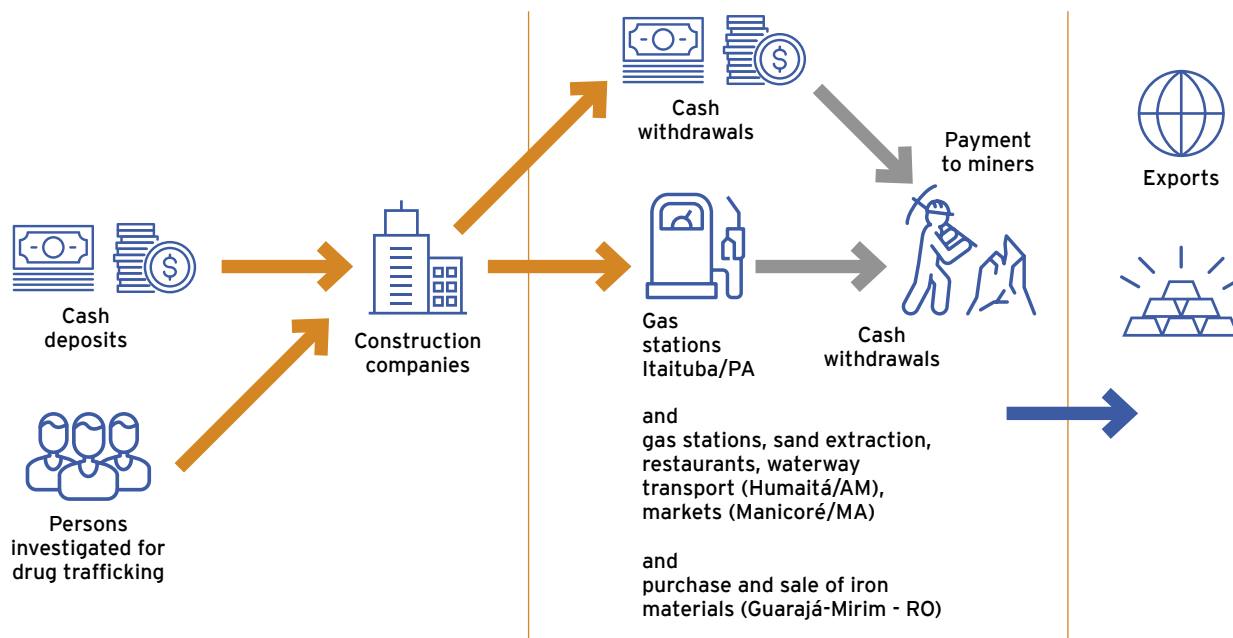 Cash
deposits
Persons
investigated for
drug trafficking
Construction
companies
Cash
withdrawals
Gas
stations
Itaituba/PA
and
gas stations, sand extraction,
restaurants, waterway
transport (Humaitá/AM),
markets (Manicoré/MA)
and
purchase and sale of iron
materials (Guarajá-Mirim - RO)
Cash
withdrawals
Payment
to miners
Exports
$
$